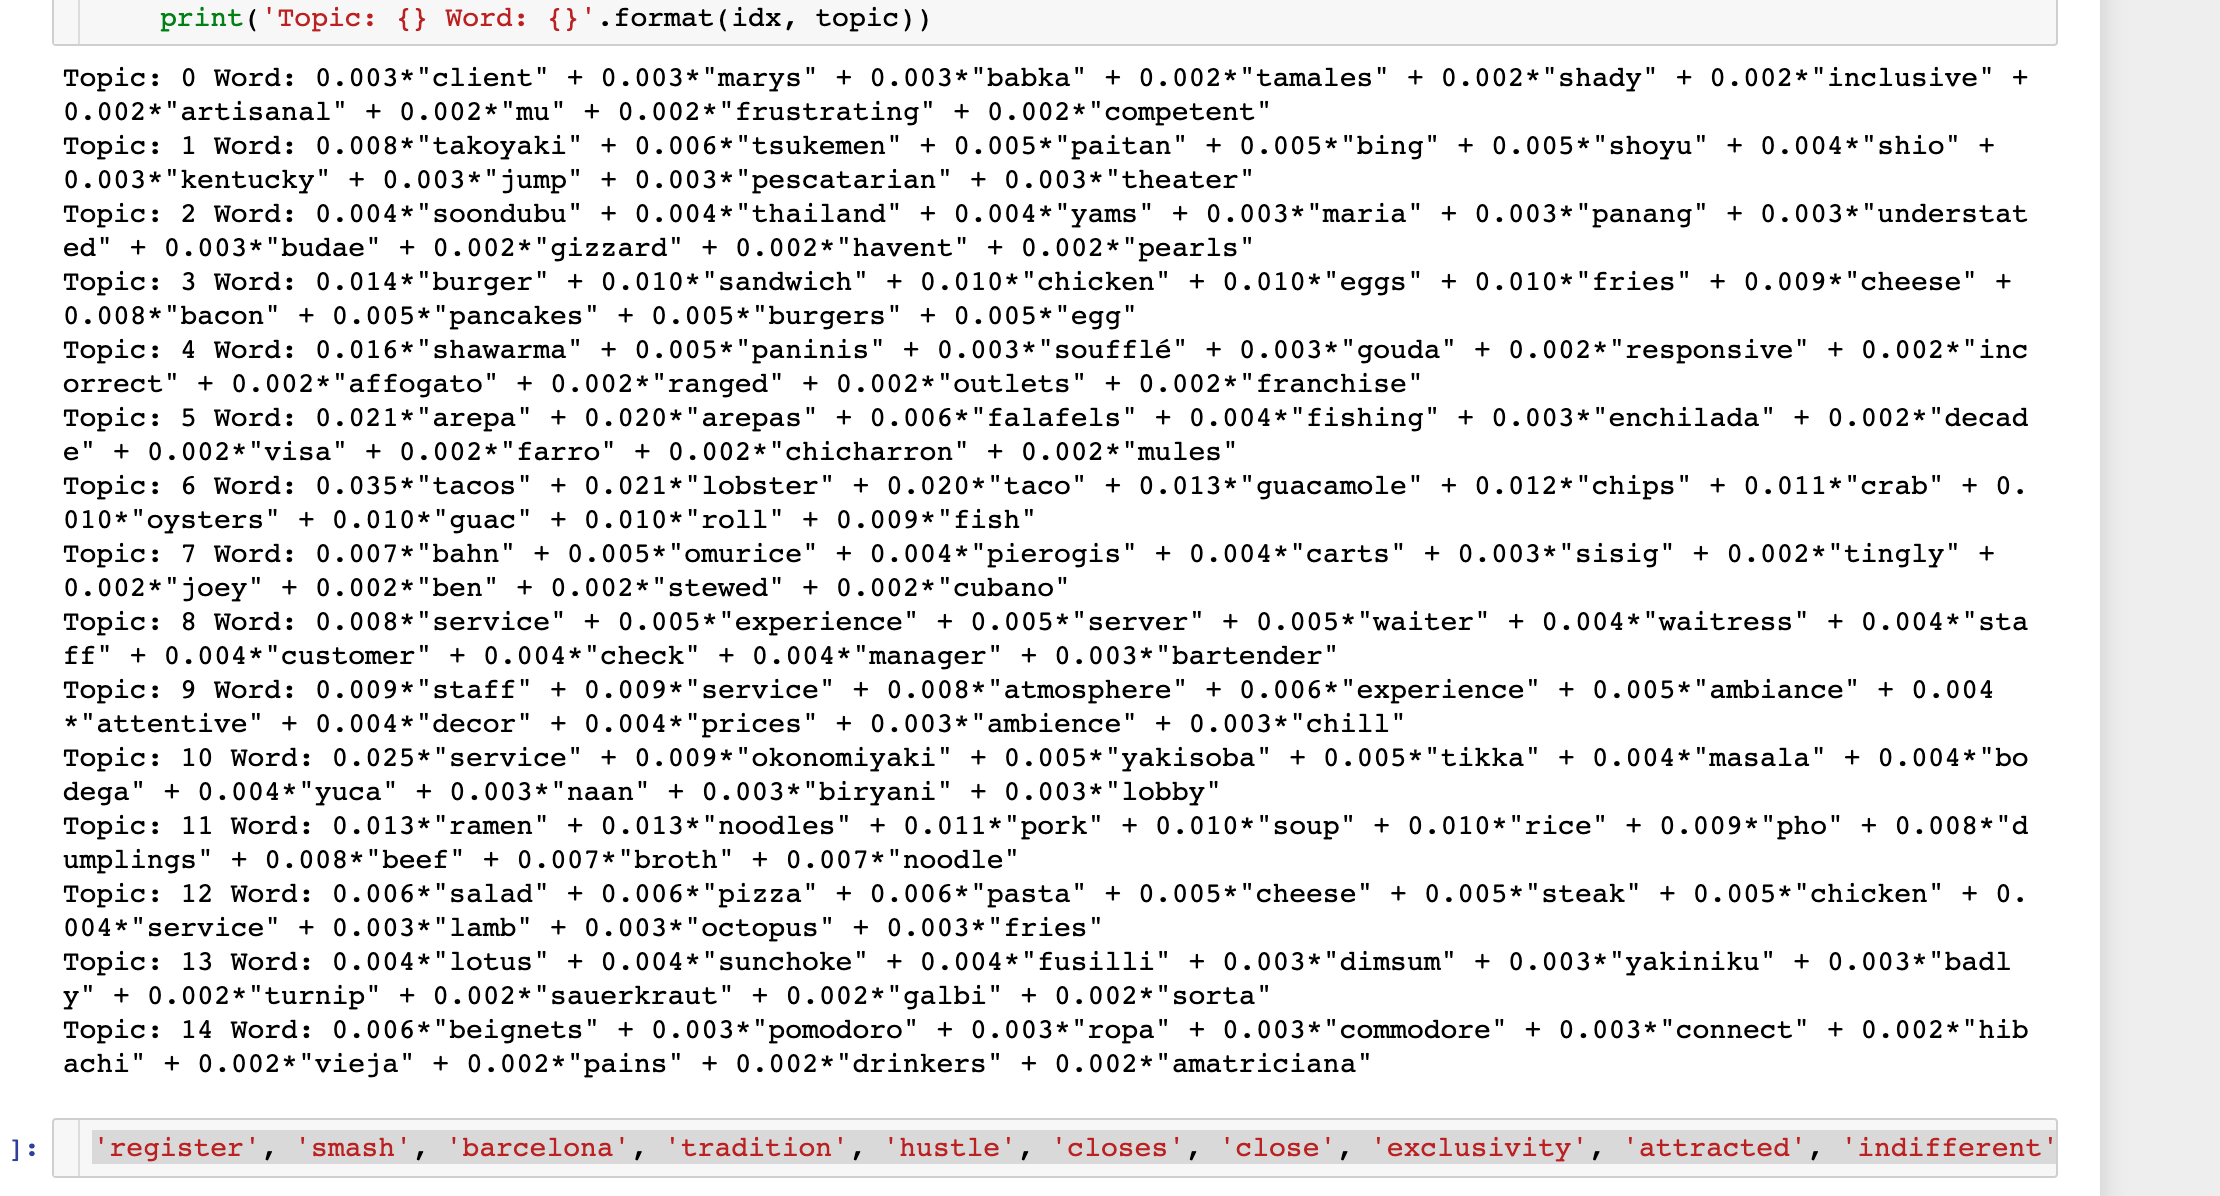 print('Topic: {} Word: {}'.format(idx, topic))
Topic: 0 Word: 0.003*"client" + 0.003*"marys" + 0.003*"babka" + 0.002*"tamales" + 0.002*"shady" + 0.002*"inclusive" +
0.002*"artisanal" + 0.002*"mu" + 0.002*"frustrating" + 0.002*"competent"
Topic: 1 Word: 0.008*"takoyaki" + 0.006*"tsukemen" + 0.005*"paitan" + 0.005*"bing" + 0.005*"shoyu" + 0.004*"shio" +
0.003*"kentucky" + 0.003*"jump" + 0.003*"pescatarian" + 0.003*"theater"
Topic: 2 Word: 0.004*"soondubu" + 0.004*"thailand" + 0.004*"yams" + 0.003*"maria" + 0.003*"panang" + 0.003*"understat
ed" + 0.003*"budae" + 0.002*"gizzard" + 0.002*"havent" + 0.002*"pearls"
Topic: 3 Word: 0.014*"burger" + 0.010*"sandwich" + 0.010*"chicken" + 0.010*"eggs" + 0.010*"fries" + 0.009*"cheese" +
0.008*"bacon" + 0.005*"pancakes" + 0.005*"burgers" + 0.005*"egg"
Topic: 4 Word: 0.016*"shawarma" + 0.005*"paninis" + 0.003*"soufflé" + 0.003*"gouda" + 0.002*"responsive" + 0.002*"inc
orrect" + 0.002*"affogato" + 0.002*"ranged" + 0.002*"outlets" + 0.002*"franchise"
Topic: 5 Word: 0.021*"arepa" + 0.020*"arepas" + 0.006*"falafels" + 0.004*"fishing" + 0.003*"enchilada" + 0.002*"decad
e" + 0.002*"visa" + 0.002*"farro" + 0.002*"chicharron" + 0.002*"mules"
Topic: 6 Word: 0.035*"tacos" + 0.021*"lobster" + 0.020*"taco" + 0.013*"guacamole" + 0.012*"chips" + 0.011*"crab" + 0.
010*"oysters" + 0.010*"guac" + 0.010*"roll" + 0.009*"fish"
Topic: 7 Word: 0.007*"bahn" + 0.005*"omurice" + 0.004*"pierogis" + 0.004*"carts" + 0.003*"sisig" + 0.002*"tingly" +
0.002*"joey" + 0.002*"ben" + 0.002*"stewed" + 0.002*"cubano"
Topic: 8 Word: 0.008*"service" + 0.005*"experience" + 0.005*"server" + 0.005*"waiter" + 0.004*"waitress" + 0.004*"sta
ff" + 0.004*"customer" + 0.004*"check" + 0.004*"manager" + 0.003*"bartender"
Topic: 9 Word: 0.009*"staff" + 0.009*"service" + 0.008*"atmosphere" + 0.006*"experience" + 0.005*"ambiance" + 0.004
*"attentive" + 0.004*"decor" + 0.004*"prices" + 0.003*"ambience" + 0.003*"chill"
Topic: 10 Word: 0.025*"service" + 0.009*"okonomiyaki" + 0.005*"yakisoba" + 0.005*"tikka" + 0.004*"masala" + 0.004*"bo
dega" + 0.004*"yuca" + 0.003*"naan" + 0.003*"biryani" + 0.003*"lobby"
Topic: 11 Word: 0.013*"ramen" + 0.013*"noodles" + 0.011*"pork" + 0.010*"soup" + 0.010*"rice" + 0.009*"pho" + 0.008*"d
umplings" + 0.008*"beef" + 0.007*"broth" + 0.007*"noodle"
Topic: 12 Word: 0.006*"salad" + 0.006*"pizza" + 0.006*"pasta" + 0.005*"cheese" + 0.005*"steak" + 0.005*"chicken" + 0.
004*"service" + 0.003*"lamb" + 0.003*"octopus" + 0.003*"fries"
Topic: 13 Word: 0.004*"lotus" + 0.004*"sunchoke" + 0.004*"fusilli" + 0.003*"dimsum" + 0.003*"yakiniku" + 0.003*"badl
y" + 0.002*"turnip" + 0.002*"sauerkraut" + 0.002*"galbi" + 0.002*"sorta"
Topic: 14 Word: 0.006*"beignets" + 0.003*"pomodoro" + 0.003*"ropa" + 0.003*"commodore" + 0.003*"connect" + 0.002*"hib
achi" + 0.002*"vieja" + 0.002*"pains" + 0.002*"drinkers" + 0.002*"amatriciana"
]: 'register', 'smash', 'barcelona', 'tradition', 'hustle', 'closes', 'close', 'exclusivity', 'attracted', 'indifferent'